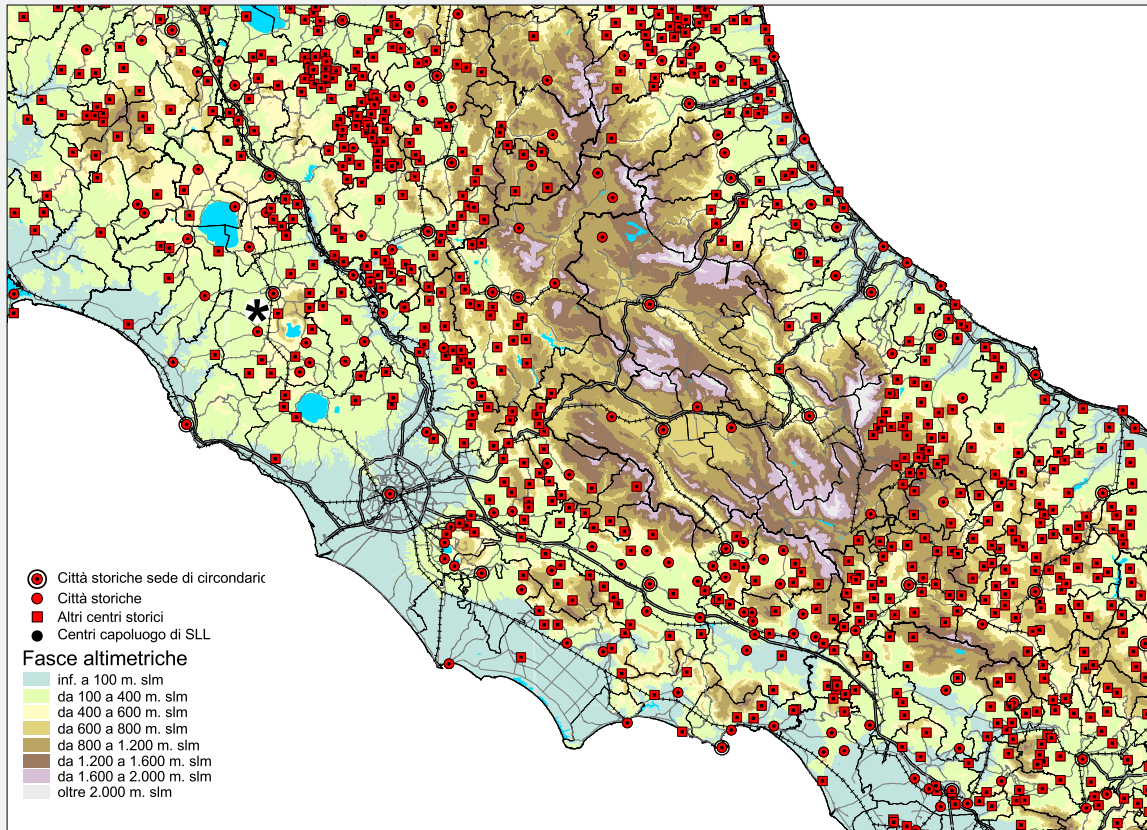 *
Città storiche sede di circondaric
Città storiche
Altri centri storici
Centri capoluogo di SLL
Fasce altimetriche
inf. a 100 m. slm
da 100 a 400 m. slm
da 400 a 600 m. slm
da 600 a 800 m. slm
da 800 a 1.200 m. slm
da 1.200 a 1.600 m. slm
da 1.600 a 2.000 m. slm
oltre 2.000 m. slm